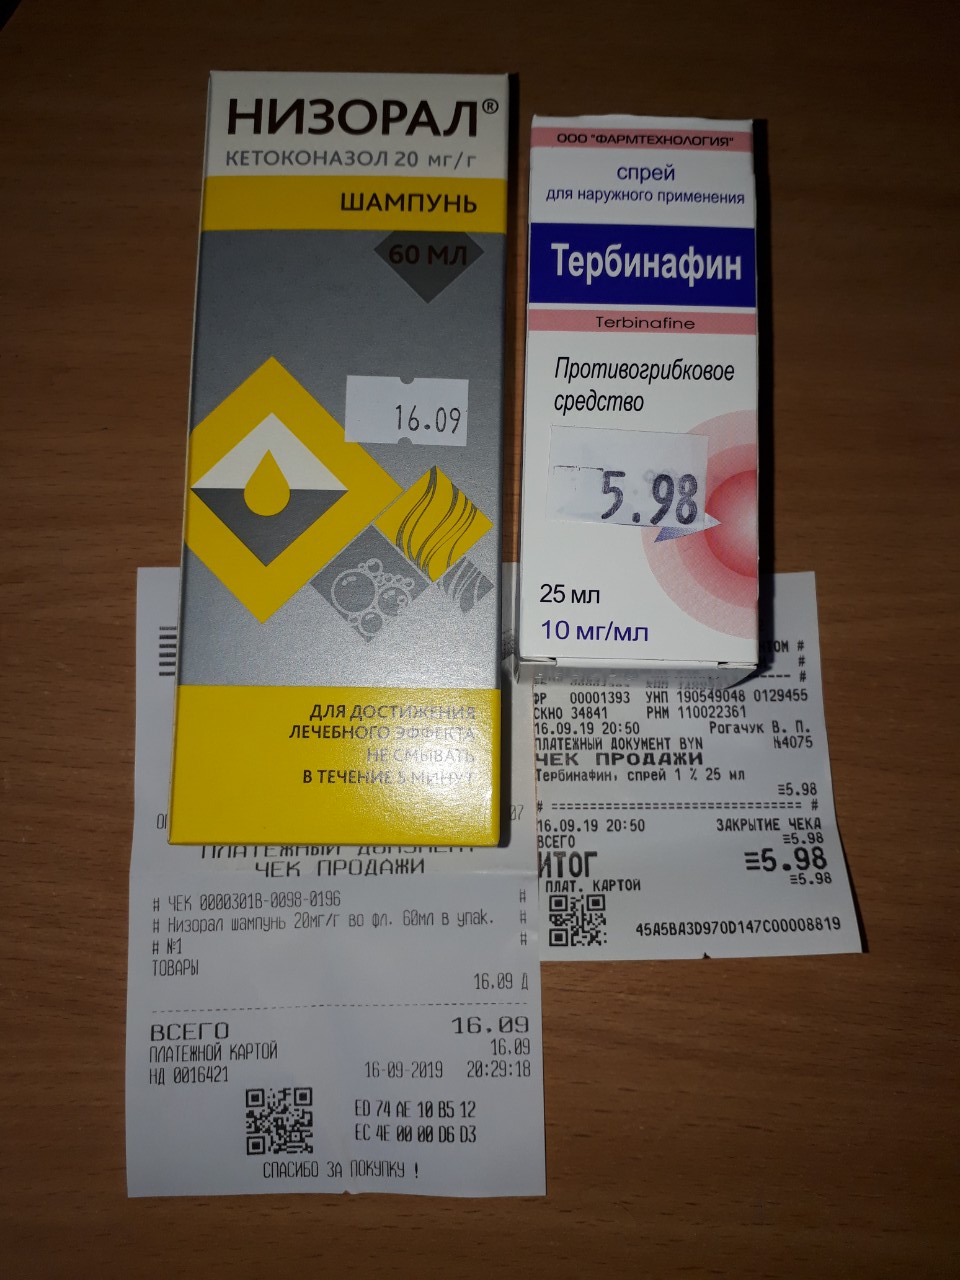 НИЗОРАЛ®
КЕТОКОНАЗОЛ 20 мг/г
ШАМПУНЬ
60 МЛ
16.09
ДЛЯ ДОСТИЖЕНИЯ
ЛЕЧЕБНОГО ЭФФЕКТА
НЕ СМЫВАТЬ
В ТЕЧЕНИЕ 5 МИНУТ
ООО "ФАРМТЕХНОЛОГИЯ"
спрей
для наружного применения
Тербинафин
Terbinafine
Противогрибковое
средство
5.98
25 мл
10 мг/мл
07
ПЛАТЕЖНЫЙ ДОКУМЕНТ
ЧЕК ПРОДАЖИ
# ЧЕК 0000301B-0098-0196 #
# Низорал шампунь 20мг/г во фл. 60мл в упак. #
# №1 #
ТОВАРЫ
16.09 Д
ВСЕГО 16.09
ПЛАТЕЖНОЙ КАРТОЙ 16.09
НД 0016421 16-09-2019 20:29:18
ED 74 AE 10 B5 12
EC 4E 00 00 D6 D3
СПАСИБО ЗА ПОКУПКУ !
#
#
ФР 00001393 УНП 190549048 0129455
СКНО 34841 РНМ 110022361
16.09.19 20:50 Рогачук В. П.
ПЛАТЕЖНЫЙ ДОКУМЕНТ BYN №4075
ЧЕК ПРОДАЖИ
Тербинафин, спрей 1 % 25 мл
≡5.98
# ============================== #
16.09.19 20:50 ЗАКРЫТИЕ ЧЕКА
ВСЕГО ≡5.98
ИТОГ ≡5.98
ПЛАТ. КАРТОЙ ≡5.98
45A5BA3D970D147C00008819